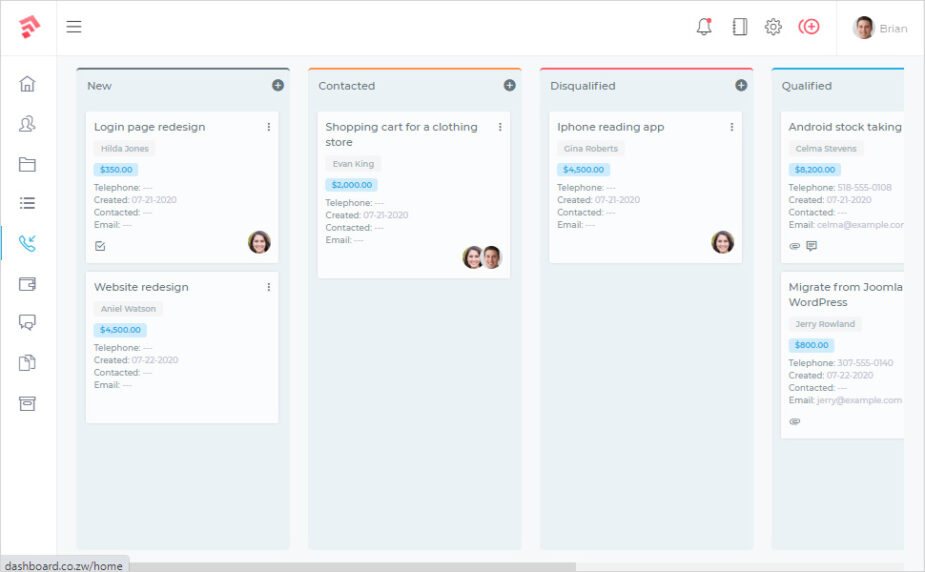 Brian
New
Login page redesign
Hilda Jones
$350.00
Telephone: ---
Created: 07-21-2020
Contacted: ---
Email: ---
Website redesign
Aniel Watson
$4,500.00
Telephone: ---
Created: 07-22-2020
Contacted: ---
Email: ---
Contacted
Shopping cart for a clothing
store
Evan King
$2,000.00
Telephone: ---
Created: 07-21-2020
Contacted: ---
Email: ---
Disqualified
Iphone reading app
Gina Roberts
$4,500.00
Telephone: ---
Created: 07-21-2020
Contacted: ---
Email: ---
Qualified
Android stock taking
Celma Stevens
$8,200.00
Telephone: 518-555-0108
Created: 07-21-2020
Contacted: ---
Email: celma@example.cor
Migrate from Joomla
WordPress
Jerry Rowland
$800.00
Telephone: 307-555-0140
Created: 07-22-2020
Contacted: ---
Email: jerry@example.com
dashboard.co.zw/home